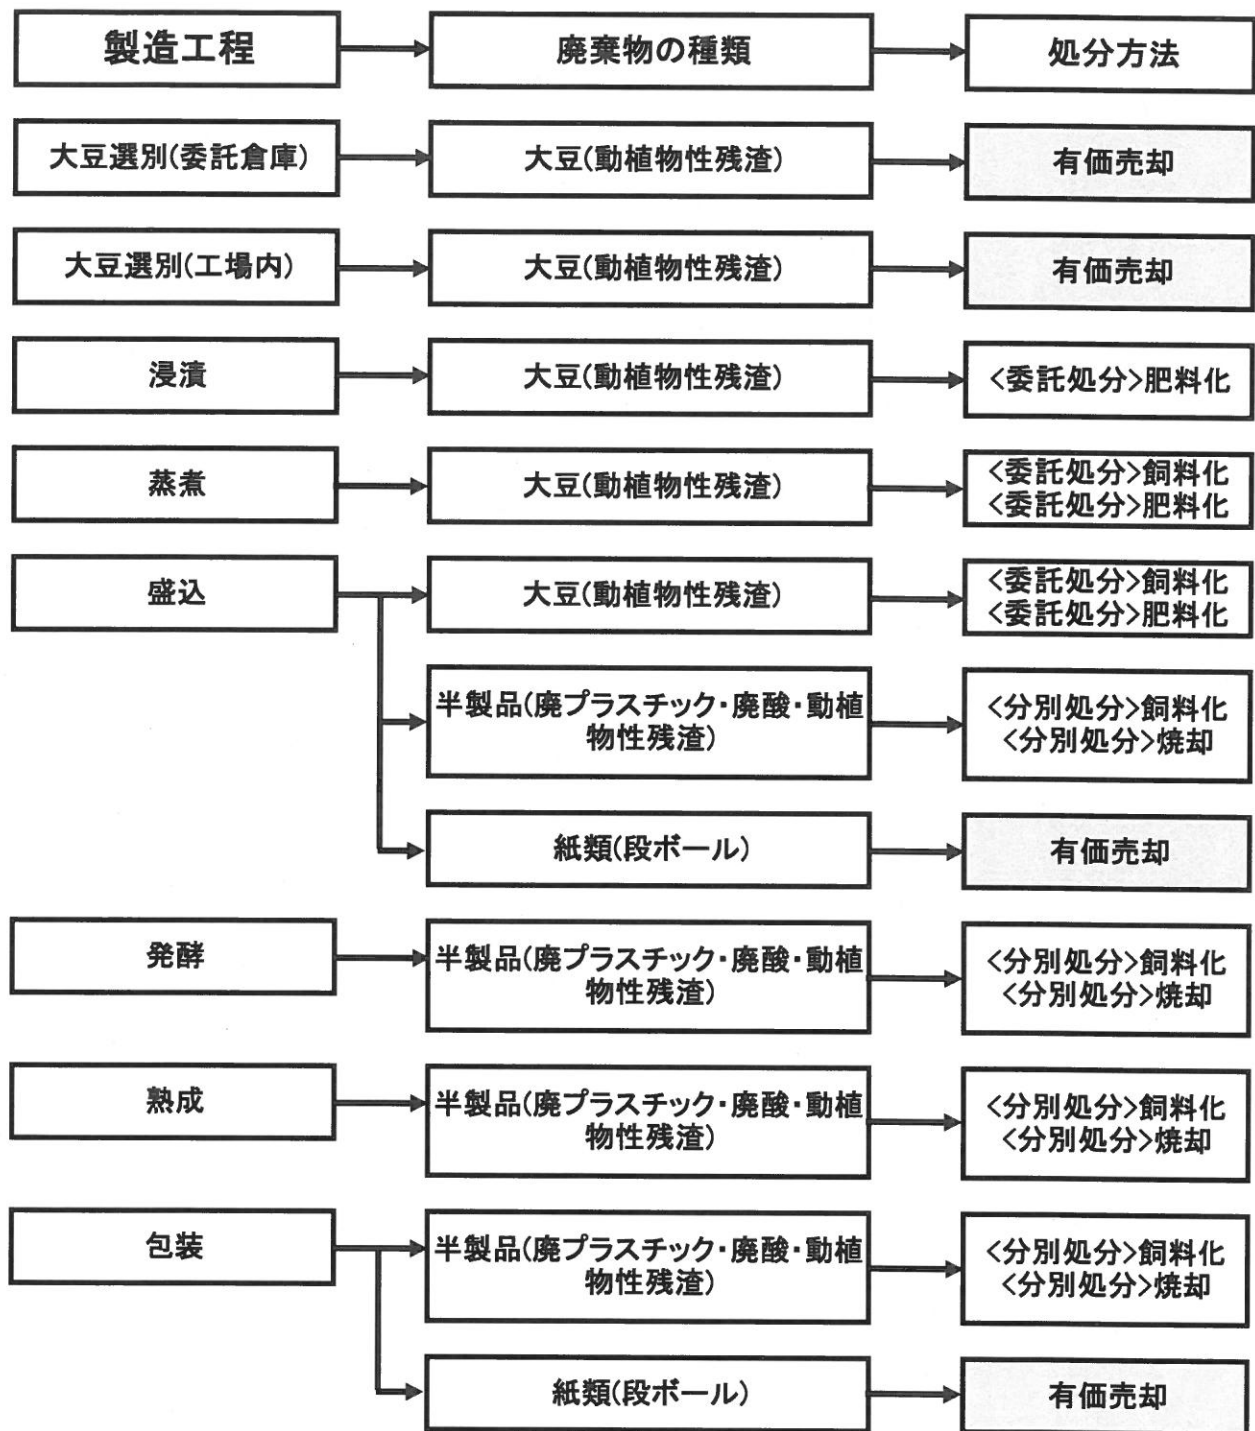 製造工程
廃棄物の種類
処分方法
大豆選別(委託倉庫)
大豆(動植物性残渣)
有価売却
大豆選別(工場内)
大豆(動植物性残渣)
有価売却
浸漬
大豆(動植物性残渣)
<委託処分>肥料化
蒸煮
大豆(動植物性残渣)
<委託処分>飼料化
<委託処分>肥料化
盛込
大豆(動植物性残渣)
<委託処分>飼料化
<委託処分>肥料化
半製品(廃プラスチック・廃酸・動植
物性残渣)
<分別処分>飼料化
<分別処分>焼却
紙類(段ボール)
有価売却
発酵
半製品(廃プラスチック・廃酸・動植
物性残渣)
<分別処分>飼料化
<分別処分>焼却
熟成
半製品(廃プラスチック・廃酸・動植
物性残渣)
<分別処分>飼料化
<分別処分>焼却
包装
半製品(廃プラスチック・廃酸・動植
物性残渣)
<分別処分>飼料化
<分別処分>焼却
紙類(段ボール)
有価売却